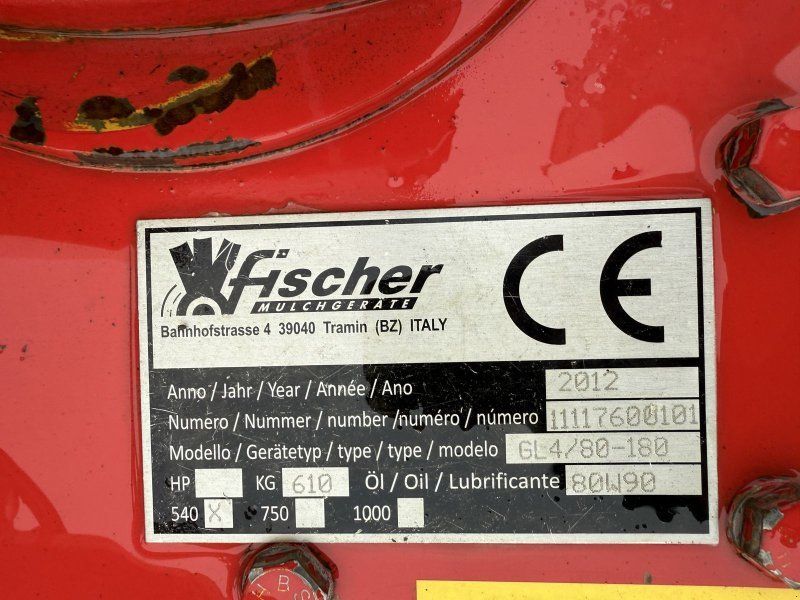 fischer
MULCHGERÄTE
Bahnhofstrasse 4 39040 Tramin (BZ) ITALY
CE
Anno / Jahr / Year / Année / Ano 2012
Numero / Nummer / number /numéro / número 11117600101
Modello / Gerätetyp / type / type / modelo GL4/80-180
HP KG 610 Öl / Oil / Lubrificante 80W90
540 X 750 1000